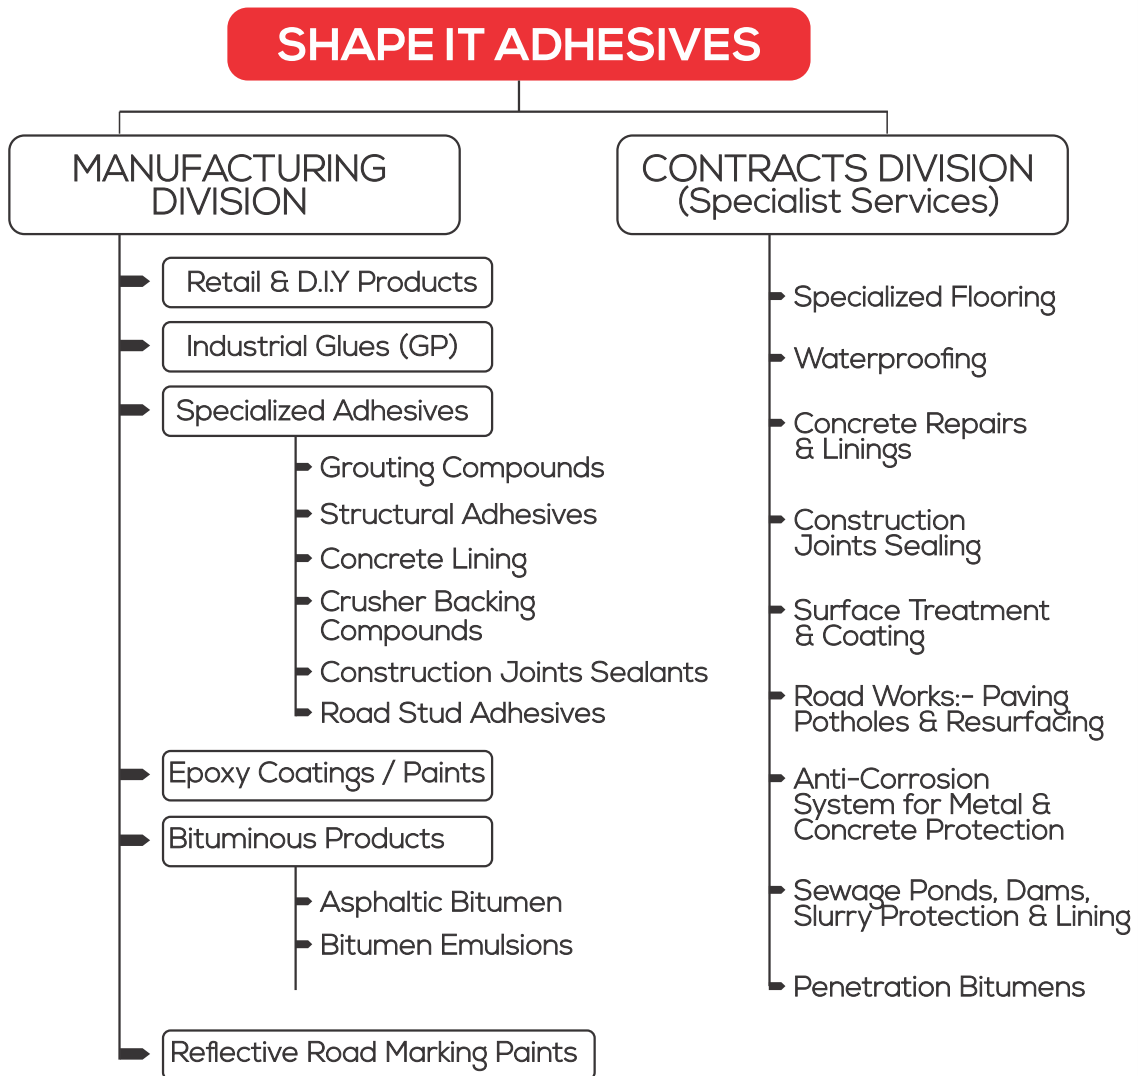 SHAPE IT ADHESIVES
MANUFACTURING
DIVISION
Retail & D.I.Y Products
Industrial Glues (GP)
Specialized Adhesives
Grouting Compounds
Structural Adhesives
Concrete Lining
Crusher Backing
Compounds
Construction Joints Sealants
Road Stud Adhesives
Epoxy Coatings / Paints
Bituminous Products
Asphaltic Bitumen
Bitumen Emulsions
Reflective Road Marking Paints
CONTRACTS DIVISION
(Specialist Services)
Specialized Flooring
Waterproofing
Concrete Repairs
& Linings
Construction
Joints Sealing
Surface Treatment
& Coating
Road Works:- Paving
Potholes & Resurfacing
Anti-Corrosion
System for Metal &
Concrete Protection
Sewage Ponds, Dams,
Slurry Protection & Lining
Penetration Bitumens